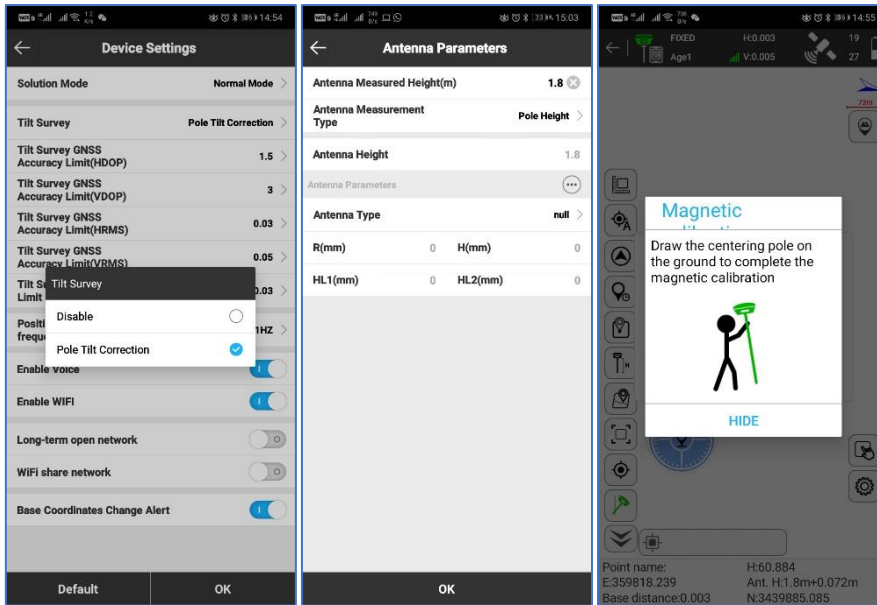 14:54
Device Settings
Solution Mode
Normal Mode
Tilt Survey
Pole Tilt Correction
Tilt Survey GNSS
Accuracy Limit(HDOP)
1.5
Tilt Survey GNSS
Accuracy Limit(VDOP)
3
Tilt Survey GNSS
Accuracy Limit(HRMS)
0.03
Tilt Survey GNSS
Accuracy Limit(VRMS)
0.05
Limit
0.03
1HZ
Tilt Survey
Disable
Pole Tilt Correction
Enable Voice
Enable WIFI
Long-term open network
WiFi share network
Base Coordinates Change Alert
Default
OK
15:03
Antenna Parameters
Antenna Measured Height(m)
1.8
Antenna Measurement
Type
Pole Height
Antenna Height
1.8
Antenna Parameters
Antenna Type
null
R(mm)
0
H(mm)
0
HL1(mm)
0
HL2(mm)
0
OK
14:55
FIXED
H:0.003
19
Age1
V:0.005
27
72m
Magnetic
Draw the centering pole on
the ground to complete the
magnetic calibration
HIDE
Point name:
H:60.884
E:359818.239
Ant. H:1.8m+0.072m
Base distance:0.003
N:3439885.085